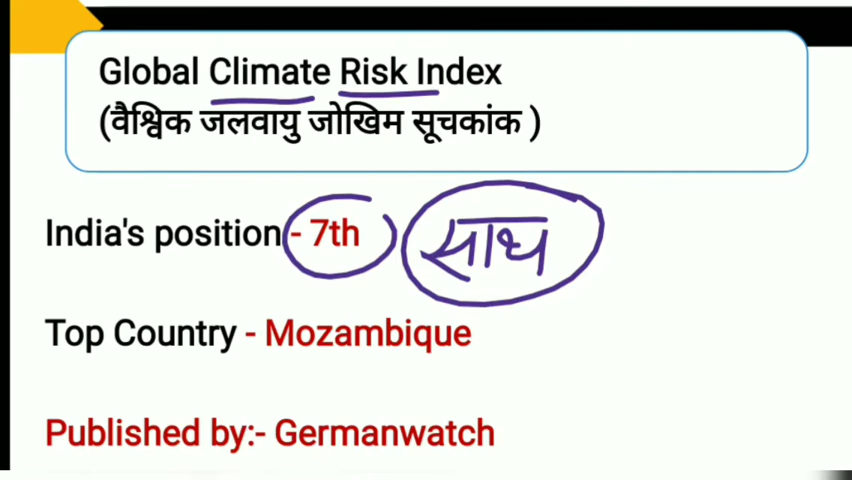 Global Climate Risk Index
(वैश्विक जलवायु जोखिम सूचकांक )
India's position - 7th साथ
Top Country - Mozambique
Published by:- Germanwatch